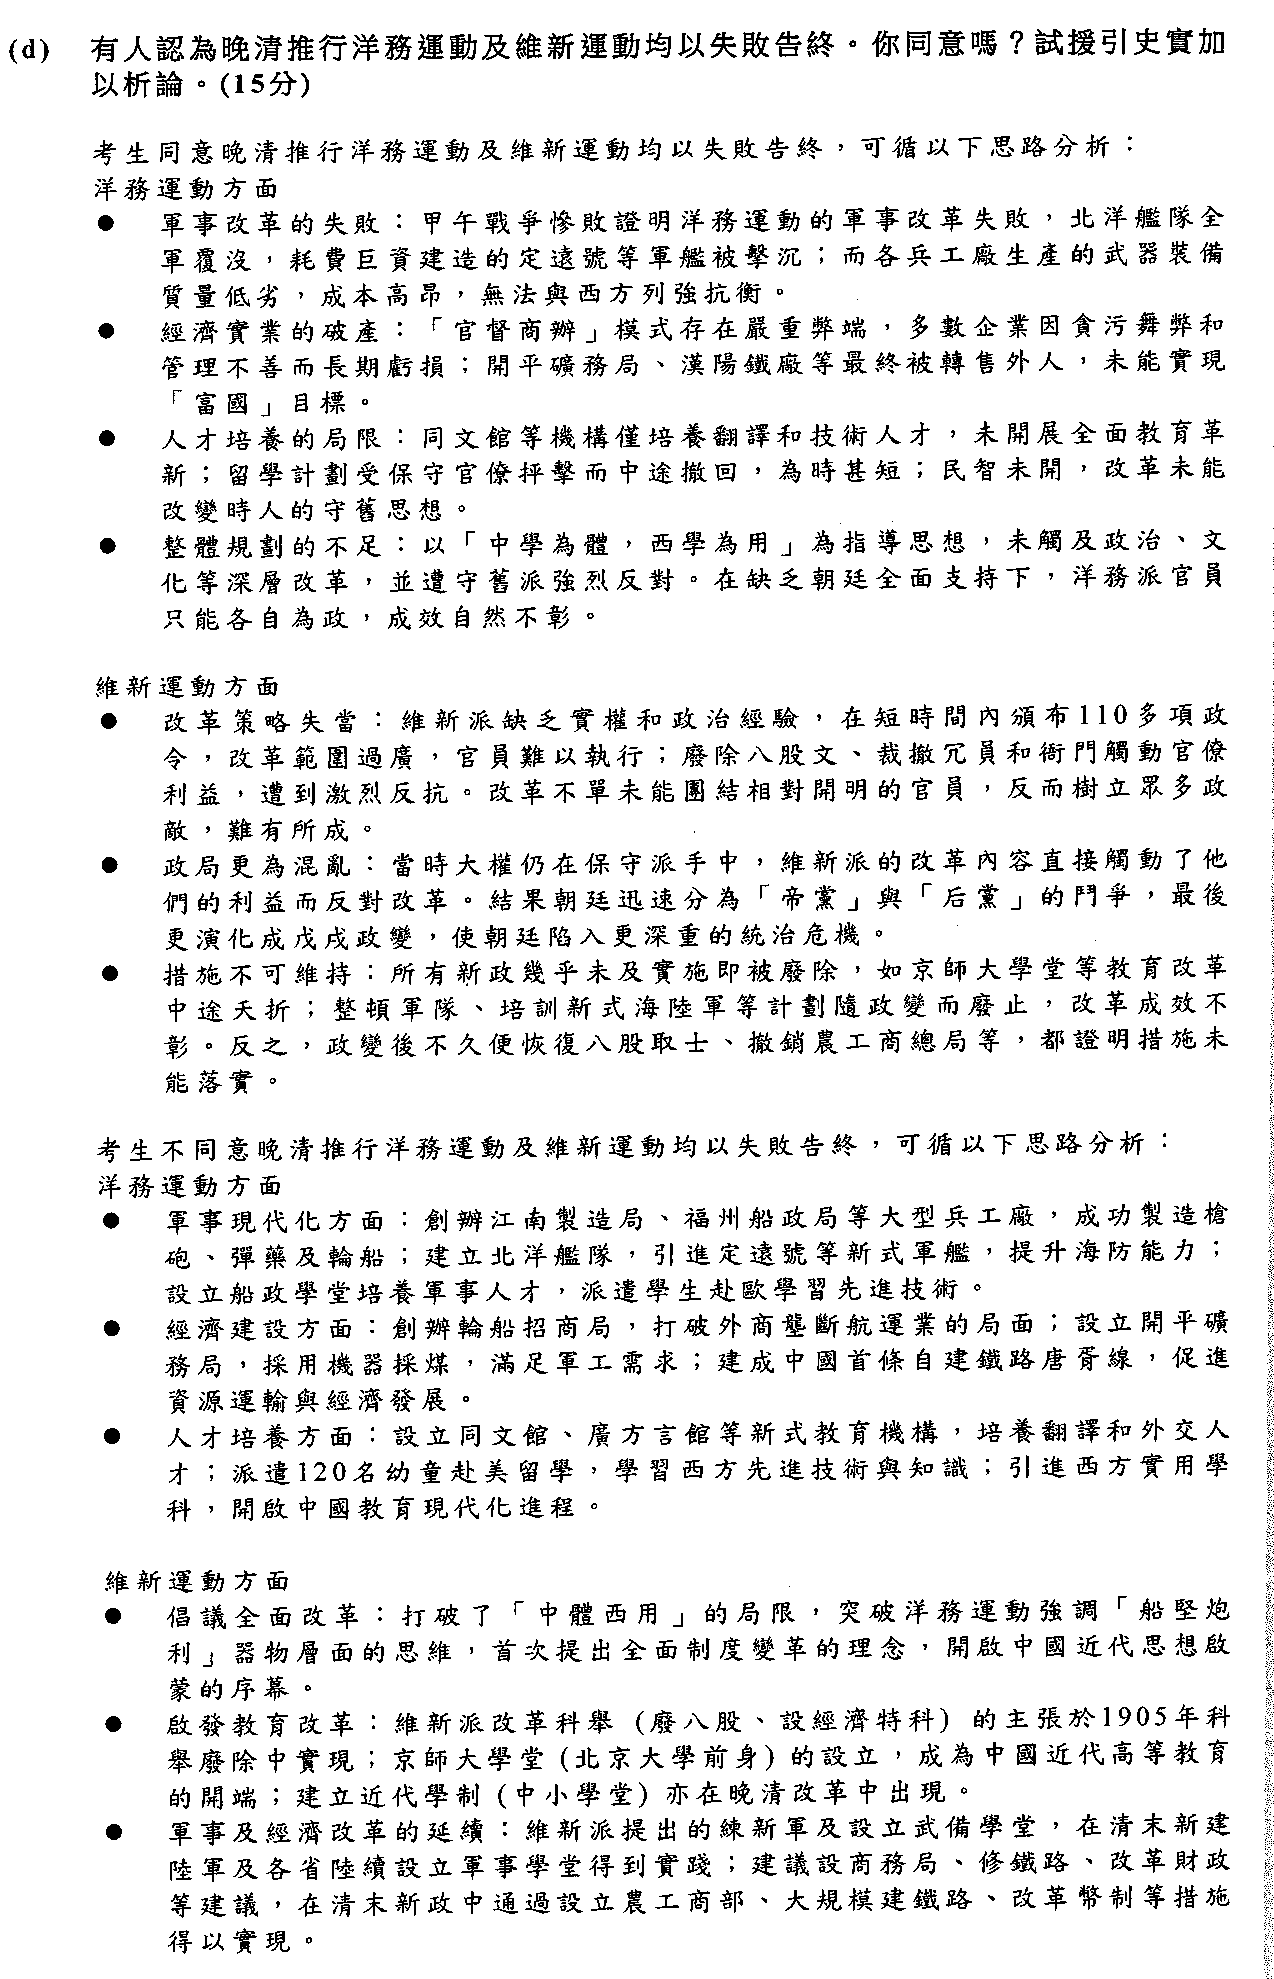 (d) 有人認為晚清推行洋務運動及維新運動均以失敗告終。你同意嗎？試援引史實加
以析論。(15分)
考生同意晚清推行洋務運動及維新運動均以失敗告終，可循以下思路分析：
洋務運動方面
● 軍事改革的失敗：甲午戰爭慘敗證明洋務運動的軍事改革失敗，北洋艦隊全
軍覆沒，耗費巨資建造的定遠號等軍艦被擊沉；而各兵工廠生產的武器裝備
質量低劣，成本高昂，無法與西方列強抗衡。
● 經濟實業的破產：「官督商辦」模式存在嚴重弊端，多數企業因貪污舞弊和
管理不善而長期虧損；開平礦務局、漢陽鐵廠等最終被轉售外人，未能實現
「富國」目標。
● 人才培養的局限：同文館等機構僅培養翻譯和技術人才，未開展全面教育革
新；留學計劃受保守官僚抨擊而中途撤回，為時甚短；民智未開，改革未能
改變時人的守舊思想。
● 整體規劃的不足：以「中學為體，西學為用」為指導思想，未觸及政治、文
化等深層改革，並遭守舊派強烈反對。在缺乏朝廷全面支持下，洋務派官員
只能各自為政，成效自然不彰。
維新運動方面
● 改革策略失當：維新派缺乏實權和政治經驗，在短時間內頒布110多項政
令，改革範圍過廣，官員難以執行；廢除八股文、裁撤冗員和衙門觸動官僚
利益，遭到激烈反抗。改革不單未能團結相對開明的官員，反而樹立眾多政
敵，難有所成。
● 政局更為混亂：當時大權仍在保守派手中，維新派的改革內容直接觸動了他
們的利益而反對改革。結果朝廷迅速分為「帝黨」與「后黨」的鬥爭，最後
更演化成戊戌政變，使朝廷陷入更深重的統治危機。
● 措施不可維持：所有新政幾乎未及實施即被廢除，如京師大學堂等教育改革
中途夭折；整頓軍隊、培訓新式海陸軍等計劃隨政變而廢止，改革成效不
彰。反之，政變後不久便恢復八股取士、撤銷農工商總局等，都證明措施未
能落實。
考生不同意晚清推行洋務運動及維新運動均以失敗告終，可循以下思路分析：
洋務運動方面
● 軍事現代化方面：創辦江南製造局、福州船政局等大型兵工廠，成功製造槍
砲、彈藥及輪船；建立北洋艦隊，引進定遠號等新式軍艦，提升海防能力；
設立船政學堂培養軍事人才，派遣學生赴歐學習先進技術。
● 經濟建設方面：創辦輪船招商局，打破外商壟斷航運業的局面；設立開平礦
務局，採用機器採煤，滿足軍工需求；建成中國首條自建鐵路唐胥線，促進
資源運輸與經濟發展。
● 人才培養方面：設立同文館、廣方言館等新式教育機構，培養翻譯和外交人
才；派遣120名幼童赴美留學，學習西方先進技術與知識；引進西方實用學
科，開啟中國教育現代化進程。
維新運動方面
● 倡議全面改革：打破了「中體西用」的局限，突破洋務運動強調「船堅炮
利」器物層面的思維，首次提出全面制度變革的理念，開啟中國近代思想啟
蒙的序幕。
● 啟發教育改革：維新派改革科舉（廢八股、設經濟特科）的主張於1905年科
舉廢除中實現；京師大學堂（北京大學前身）的設立，成為中國近代高等教育
的開端；建立近代學制（中小學堂）亦在晚清改革中出現。
● 軍事及經濟改革的延續：維新派提出的練新軍及設立武備學堂，在清末新建
陸軍及各省陸續設立軍事學堂得到實踐；建議設商務局、修鐵路、改革財政
等建議，在清末新政中通過設立農工商部、大規模建鐵路、改革幣制等措施
得以實現。